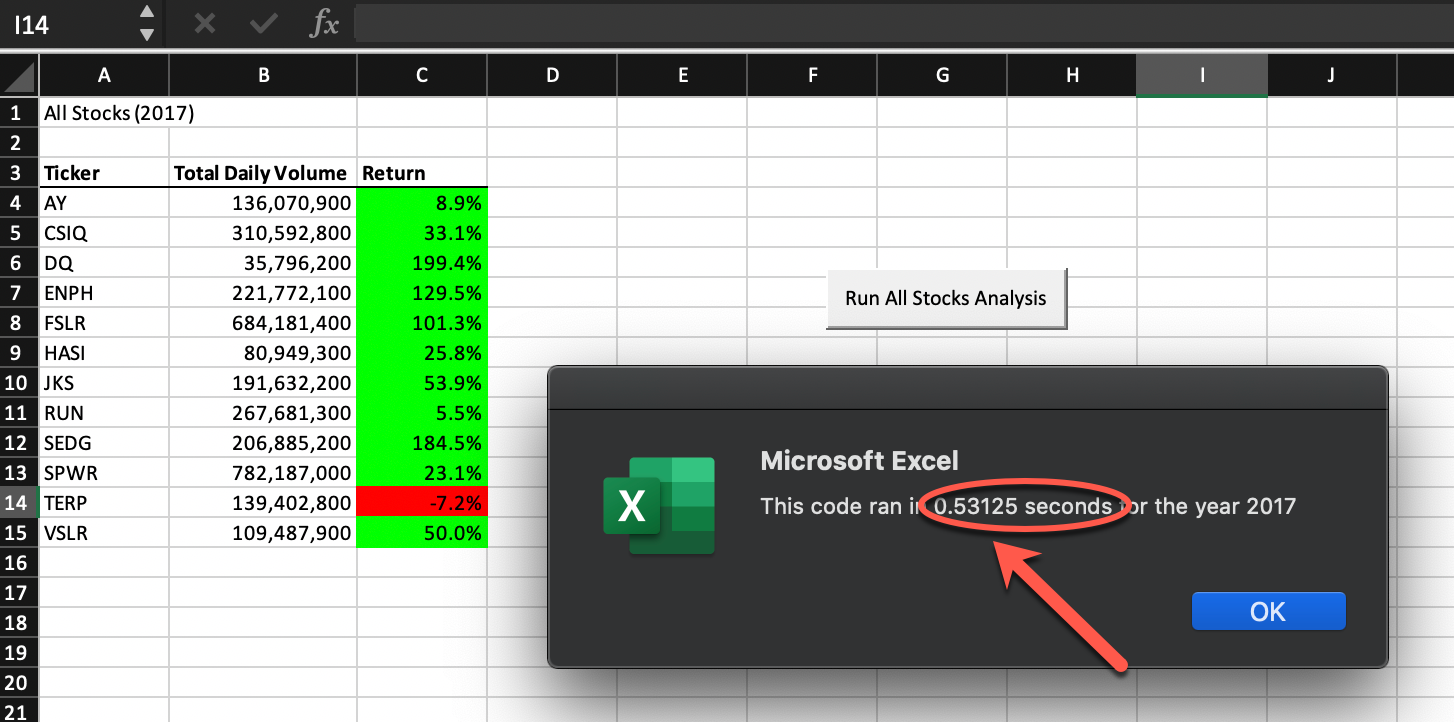 I14 fx
A B C D E F G H I J
1 All Stocks (2017)
2
3 Ticker Total Daily Volume Return
4 AY 136,070,900 8.9%
5 CSIQ 310,592,800 33.1%
6 DQ 35,796,200 199.4%
7 ENPH 221,772,100 129.5%
Run All Stocks Analysis
8 FSLR 684,181,400 101.3%
9 HASI 80,949,300 25.8%
10 JKS 191,632,200 53.9%
11 RUN 267,681,300 5.5%
12 SEDG 206,885,200 184.5%
13 SPWR 782,187,000 23.1%
14 TERP 139,402,800 -7.2%
15 VSLR 109,487,900 50.0%
16
17
18
19
20
21
Microsoft Excel
X
This code ran in 0.53125 seconds for the year 2017
OK